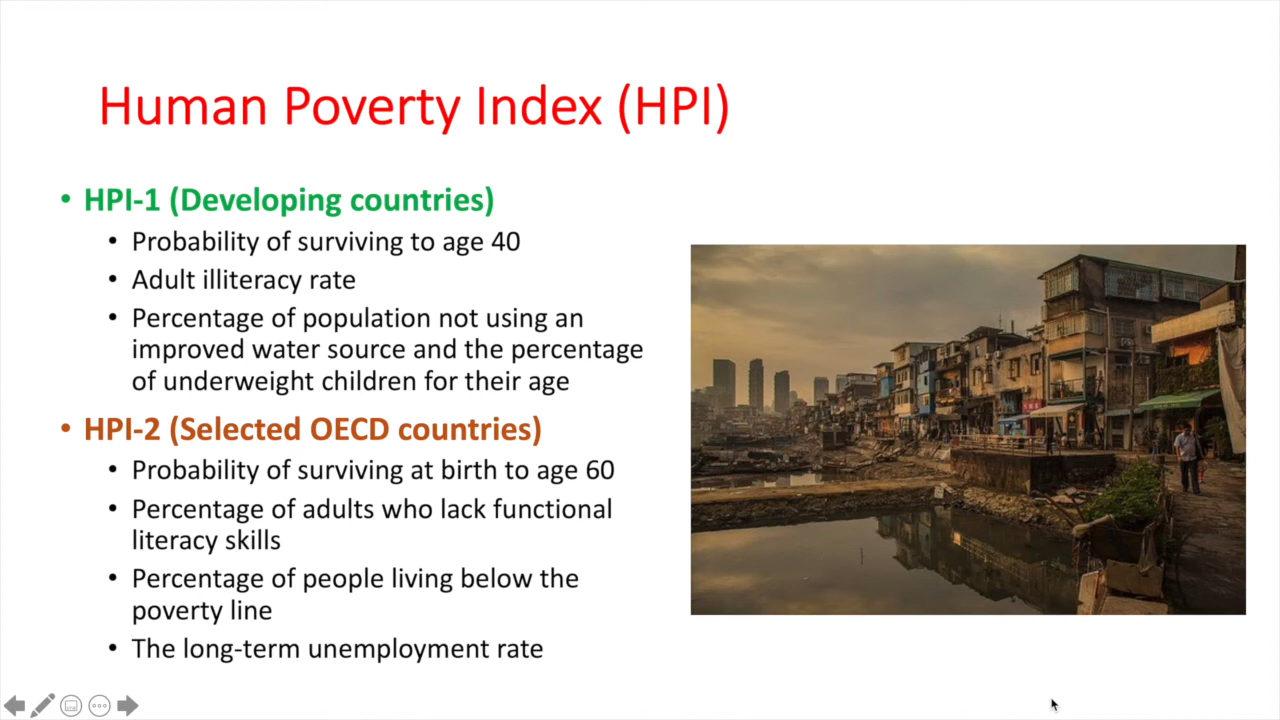 Human Poverty Index (HPI)
• HPI-1 (Developing countries)
• Probability of surviving to age 40
• Adult illiteracy rate
• Percentage of population not using an
improved water source and the percentage
of underweight children for their age
• HPI-2 (Selected OECD countries)
• Probability of surviving at birth to age 60
• Percentage of adults who lack functional
literacy skills
• Percentage of people living below the
poverty line
• The long-term unemployment rate